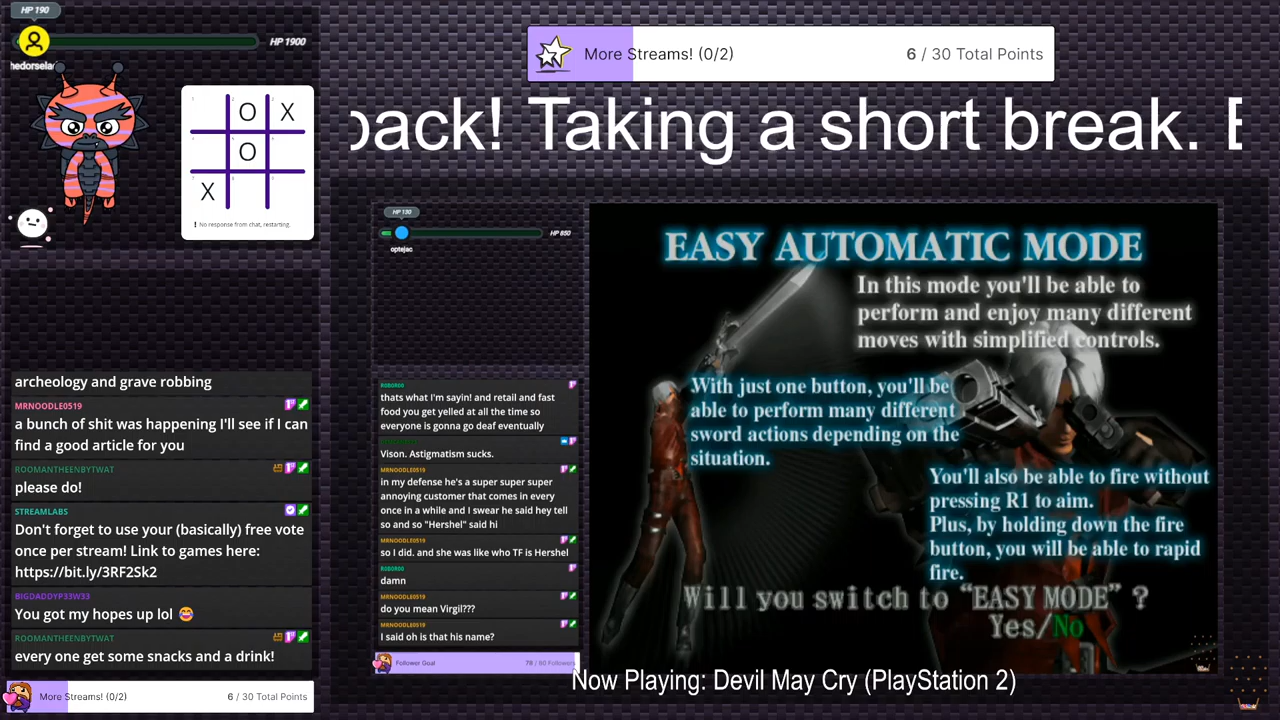 HP 190
HP 1900
hedorsela
O X
O
X
! No response from chat, restarting.
More Streams! (0/2)
6 / 30 Total Points
back! Taking a short break.
archeology and grave robbing
MRNOODLE0519
a bunch of shit was happening I'll see if I can
find a good article for you
ROOMANTHEENBYTWAT
please do!
STREAMLABS
Don't forget to use your (basically) free vote
once per stream! Link to games here:
https://bit.ly/3RF2Sk2
BIGDADDYP33W33
You got my hopes up lol 😂
ROOMANTHEENBYTWAT
every one get some snacks and a drink!
More Streams! (0/2)
6 / 30 Total Points
HP 130
HP 850
optejac
R0B0R00
thats what I'm sayin! and retail and fast
food you get yelled at all the time so
everyone is gonna go deaf eventually
Vison. Astigmatism sucks.
MRNOODLE0519
in my defense he's a super super super
annoying customer that comes in every
once in a while and I swear he said hey tell
so and so "Hershel" said hi
MRNOODLE0519
so I did. and she was like who TF is Hershel
R0B0R00
damn
MRNOODLE0519
do you mean Virgil???
MRNOODLE0519
I said oh is that his name?
Follower Goal
EASY AUTOMATIC MODE
In this mode you'll be able to
perform and enjoy many different
moves with simplified controls.
With just one button, you'll be
able to perform many different
sword actions depending on the
situation.
You'll also be able to fire without
pressing R1 to aim.
Plus, by holding down the fire
button, you will be able to rapid
fire.
Will you switch to "EASY MODE" ?
Yes/No
Now Playing: Devil May Cry (PlayStation 2)